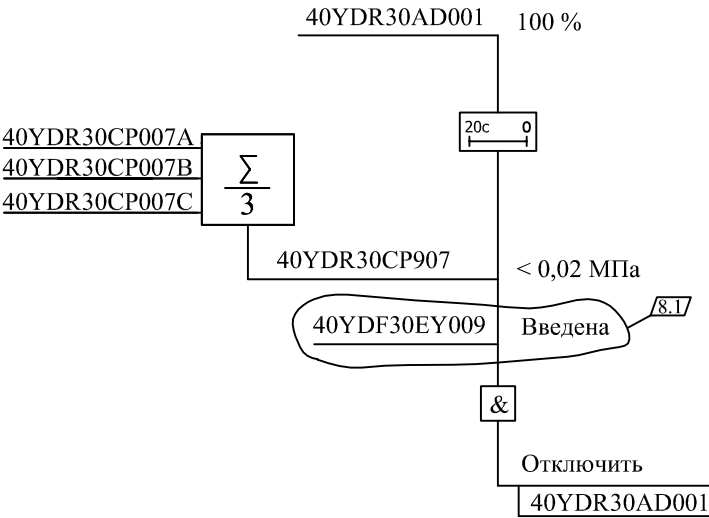 40YDR30AD001 100 %
20с 0
40YDR30CP007A
40YDR30CP007B
40YDR30CP007C
∑
3
40YDR30CP907 < 0,02 МПа
8.1
40YDF30EY009 Введена
&
Отключить
40YDR30AD001